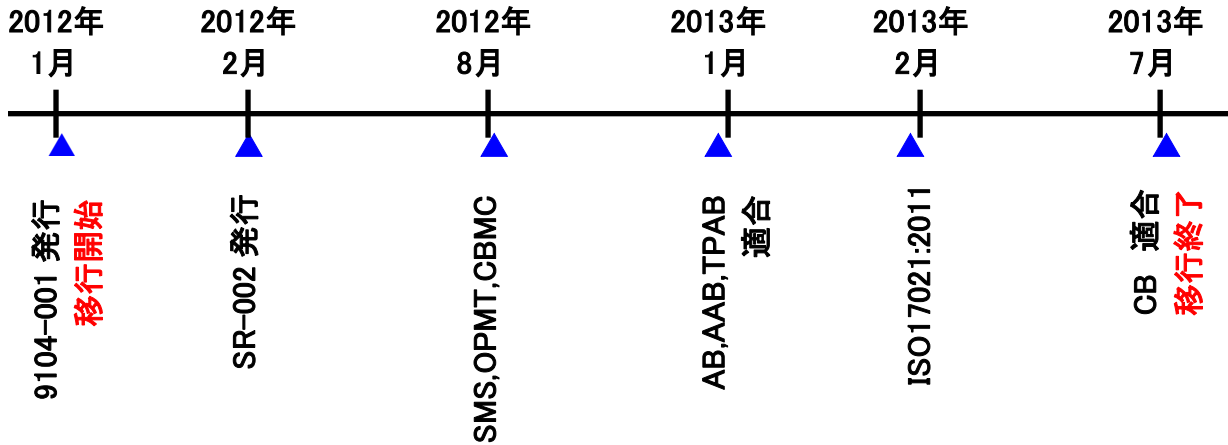 2012年
1月
2012年
2月
2012年
8月
2013年
1月
2013年
2月
2013年
7月
9104-001 発行
移行開始
SR-002 発行
SMS,OPMT,CBMC
AB,AAB,TPAB
適合
ISO17021:2011
CB 適合
移行終了